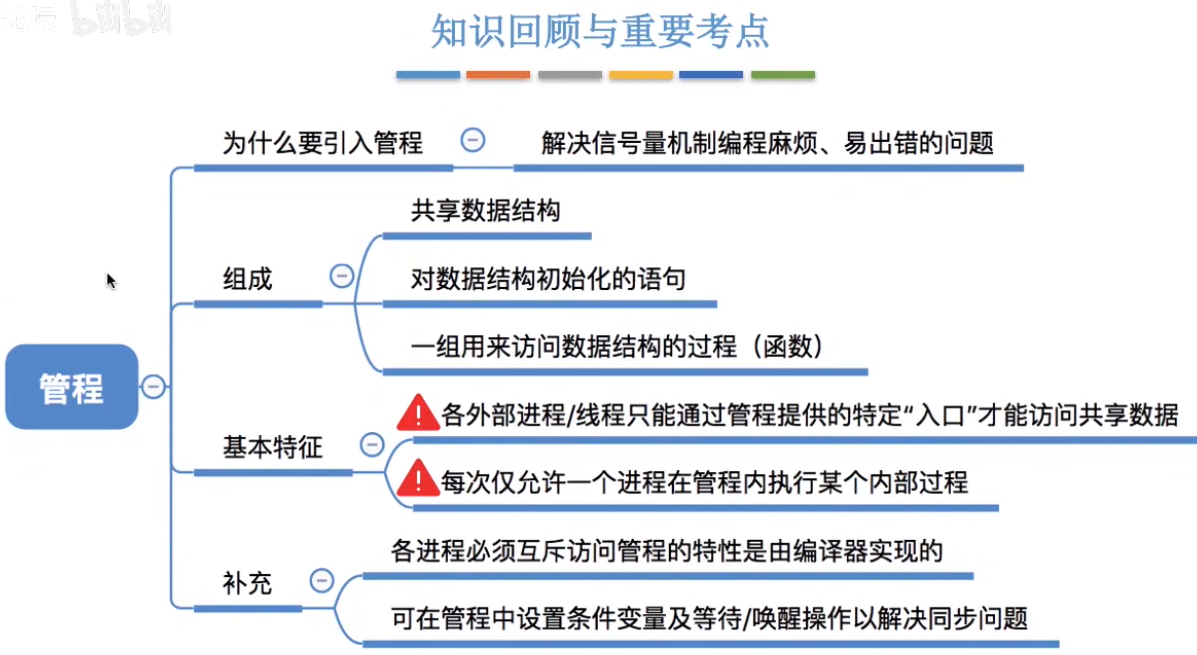 论坛 bilibili
知识回顾与重要考点
为什么要引入管程
解决信号量机制编程麻烦、易出错的问题
共享数据结构
组成
对数据结构初始化的语句
一组用来访问数据结构的过程（函数）
管程
各外部进程/线程只能通过管程提供的特定“入口”才能访问共享数据
基本特征
每次仅允许一个进程在管程内执行某个内部过程
各进程必须互斥访问管程的特性是由编译器实现的
补充
可在管程中设置条件变量及等待/唤醒操作以解决同步问题